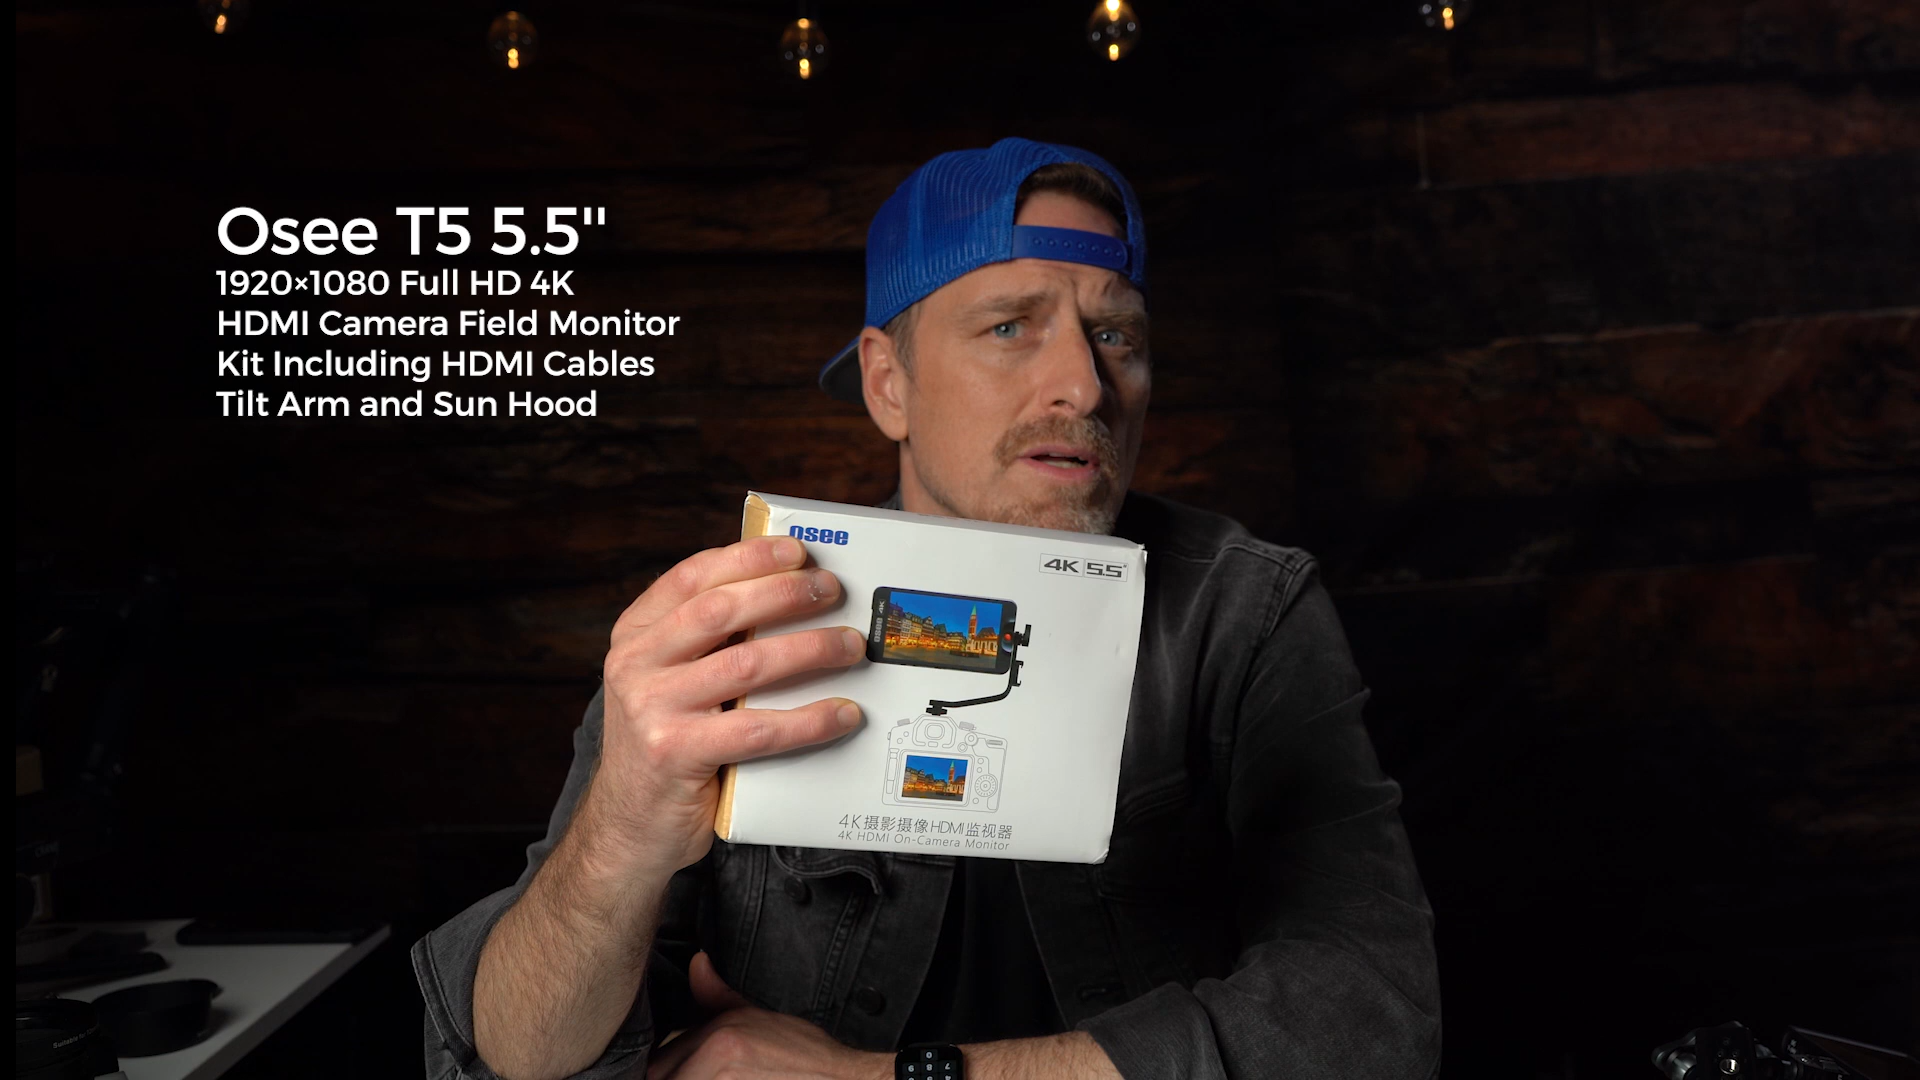 Osee T5 5.5"
1920×1080 Full HD 4K
HDMI Camera Field Monitor
Kit Including HDMI Cables
Tilt Arm and Sun Hood
osee
4K 5.5"
osee 4K
4K摄影摄像HDMI监视器
4K HDMI On-Camera Monitor